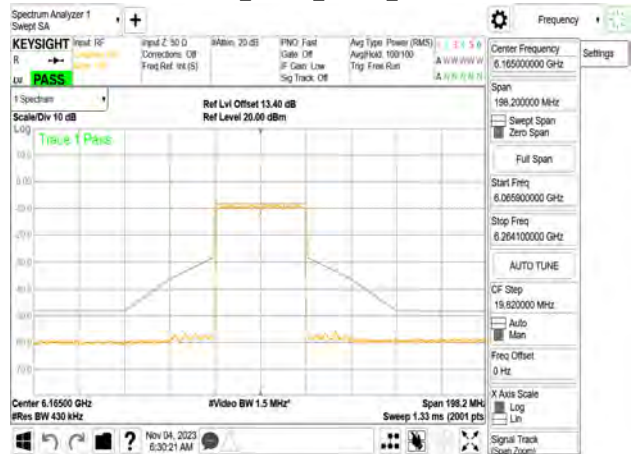 Spectrum Analyzer 1
Swept SA
Frequency
KEYSIGHT
Input: RF
Input Z: 50 Ω
#Atten: 20 dB
PNO: Fast
Avg Type: Power (RMS)
Corrections: Off
Gate: Off
Avg|Hold: 100/100
Freq Ref: Int (S)
IF Gain: Low
Trig: Free Run
Sig Track: Off
PASS
1 Spectrum
Ref Lvl Offset 13.40 dB
Scale/Div 10 dB
Ref Level 20.00 dBm
Log
Trace 1 Pass
Center 6.16500 GHz
#Video BW 1.5 MHz*
Span 198.2 MHz
#Res BW 430 kHz
Sweep 1.33 ms (2001 pts
Nov 04, 2023
6:30:21 AM
Center Frequency
6.165000000 GHz
Settings
Span
198.200000 MHz
Swept Span
Zero Span
Full Span
Start Freq
6.065900000 GHz
Stop Freq
6.264100000 GHz
AUTO TUNE
CF Step
19.820000 MHz
Auto
Man
Freq Offset
0 Hz
X Axis Scale
Log
Lin
Signal Track
(Span Zoom)